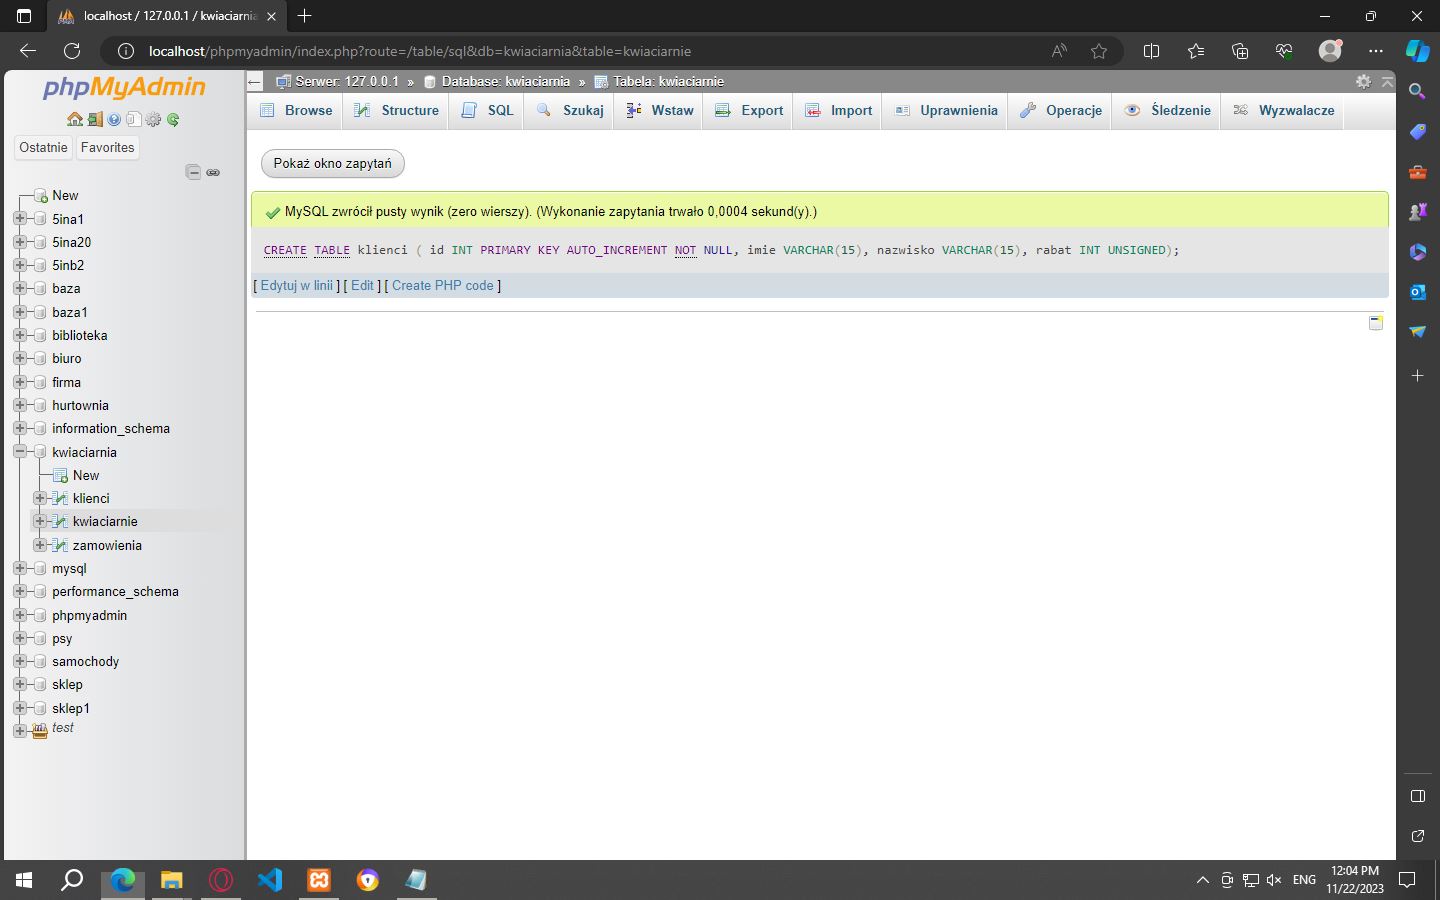 localhost / 127.0.0.1 / kwiaciarnia
localhost/phpmyadmin/index.php?route=/table/sql&db=kwiaciarnia&table=kwiaciarnie
phpMyAdmin
Ostatnie Favorites
New
5ina1
5ina20
5inb2
baza
baza1
biblioteka
biuro
firma
hurtownia
information_schema
kwiaciarnia
New
klienci
kwiaciarnie
zamowienia
mysql
performance_schema
phpmyadmin
psy
samochody
sklep
sklep1
test
Serwer: 127.0.0.1 » Database: kwiaciarnia » Tabela: kwiaciarnie
Browse Structure SQL Szukaj Wstaw Export Import Uprawnienia Operacje Śledzenie Wyzwalacze
Pokaż okno zapytań
MySQL zwrócił pusty wynik (zero wierszy). (Wykonanie zapytania trwało 0,0004 sekund(y).)
CREATE TABLE klienci ( id INT PRIMARY KEY AUTO_INCREMENT NOT NULL, imie VARCHAR(15), nazwisko VARCHAR(15), rabat INT UNSIGNED);
[ Edytuj w linii ] [ Edit ] [ Create PHP code ]
ENG
12:04 PM
11/22/2023